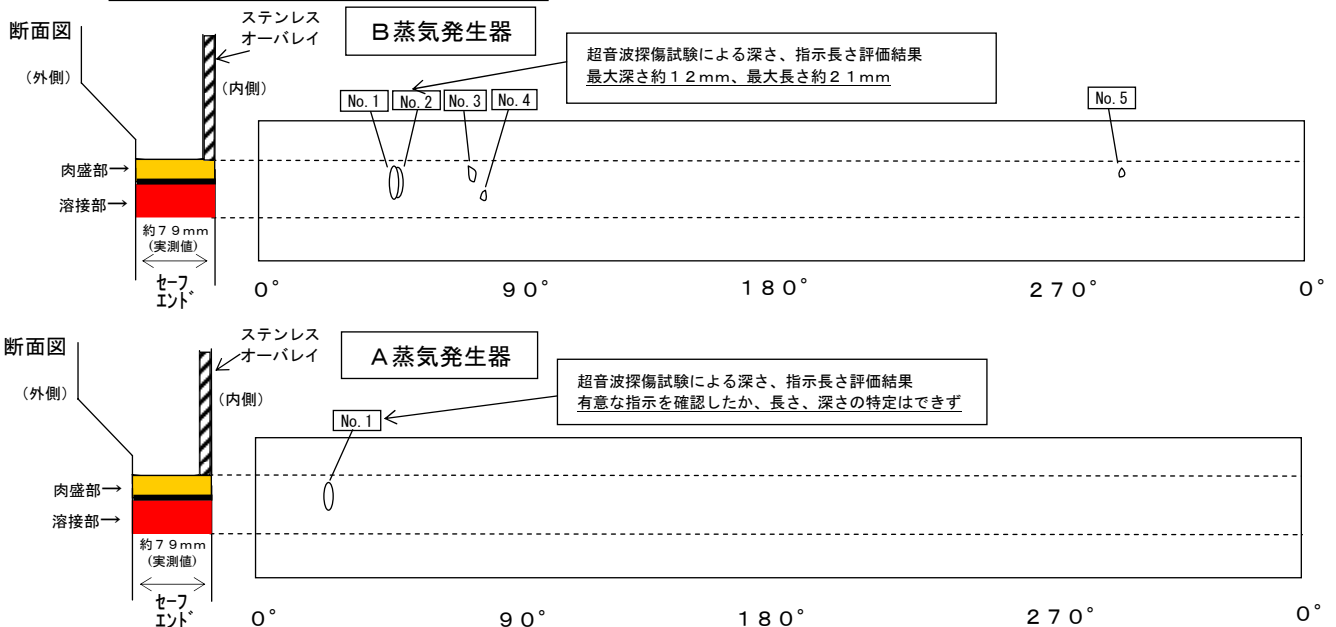 断面図
ステンレス
オーバレイ
B蒸気発生器
(外側)
(内側)
超音波探傷試験による深さ、指示長さ評価結果
最大深さ約12mm、最大長さ約21mm
No.1
No.2
No.3
No.4
No.5
肉盛部→
溶接部→
約79mm
(実測値)
セーフ
エンド
0°
90°
180°
270°
0°
断面図
ステンレス
オーバレイ
A蒸気発生器
(外側)
(内側)
超音波探傷試験による深さ、指示長さ評価結果
有意な指示を確認したか、長さ、深さの特定はできず
No.1
肉盛部→
溶接部→
約79mm
(実測値)
セーフ
エンド
0°
90°
180°
270°
0°